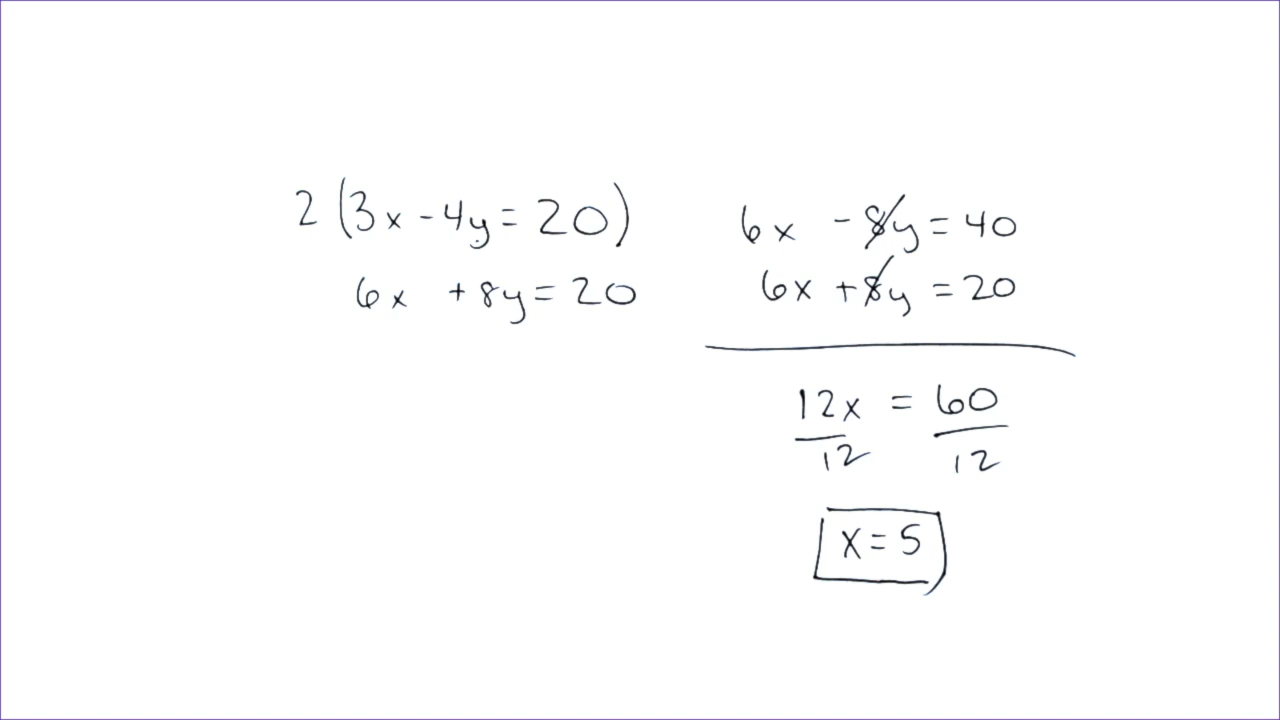 2(3x - 4y = 20)
6x + 8y = 20
6x - 8y = 40
6x + 8y = 20
12x = 60
12 12
x = 5